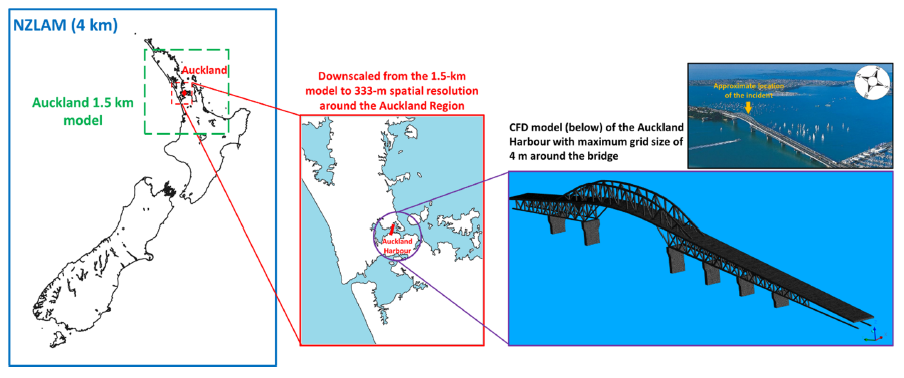 NZLAM (4 km)
Auckland
Auckland 1.5 km
model
Downscaled from the 1.5-km
model to 333-m spatial resolution
around the Auckland Region
Auckland
Harbour
Approximate location
of the incident
CFD model (below) of the Auckland
Harbour with maximum grid size of
4 m around the bridge